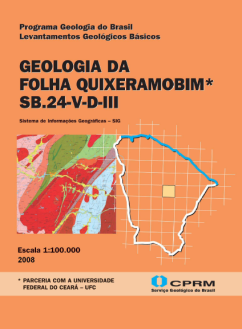 Programa Geologia do Brasil
Levantamentos Geológicos Básicos
GEOLOGIA DA
FOLHA QUIXERAMOBIM*
SB.24-V-D-III
Sistema de Informações Geográficas – SIG
Escala 1:100.000
2008
* PARCERIA COM A UNIVERSIDADE
FEDERAL DO CEARÁ – UFC
CPRM
Serviço Geológico do Brasil